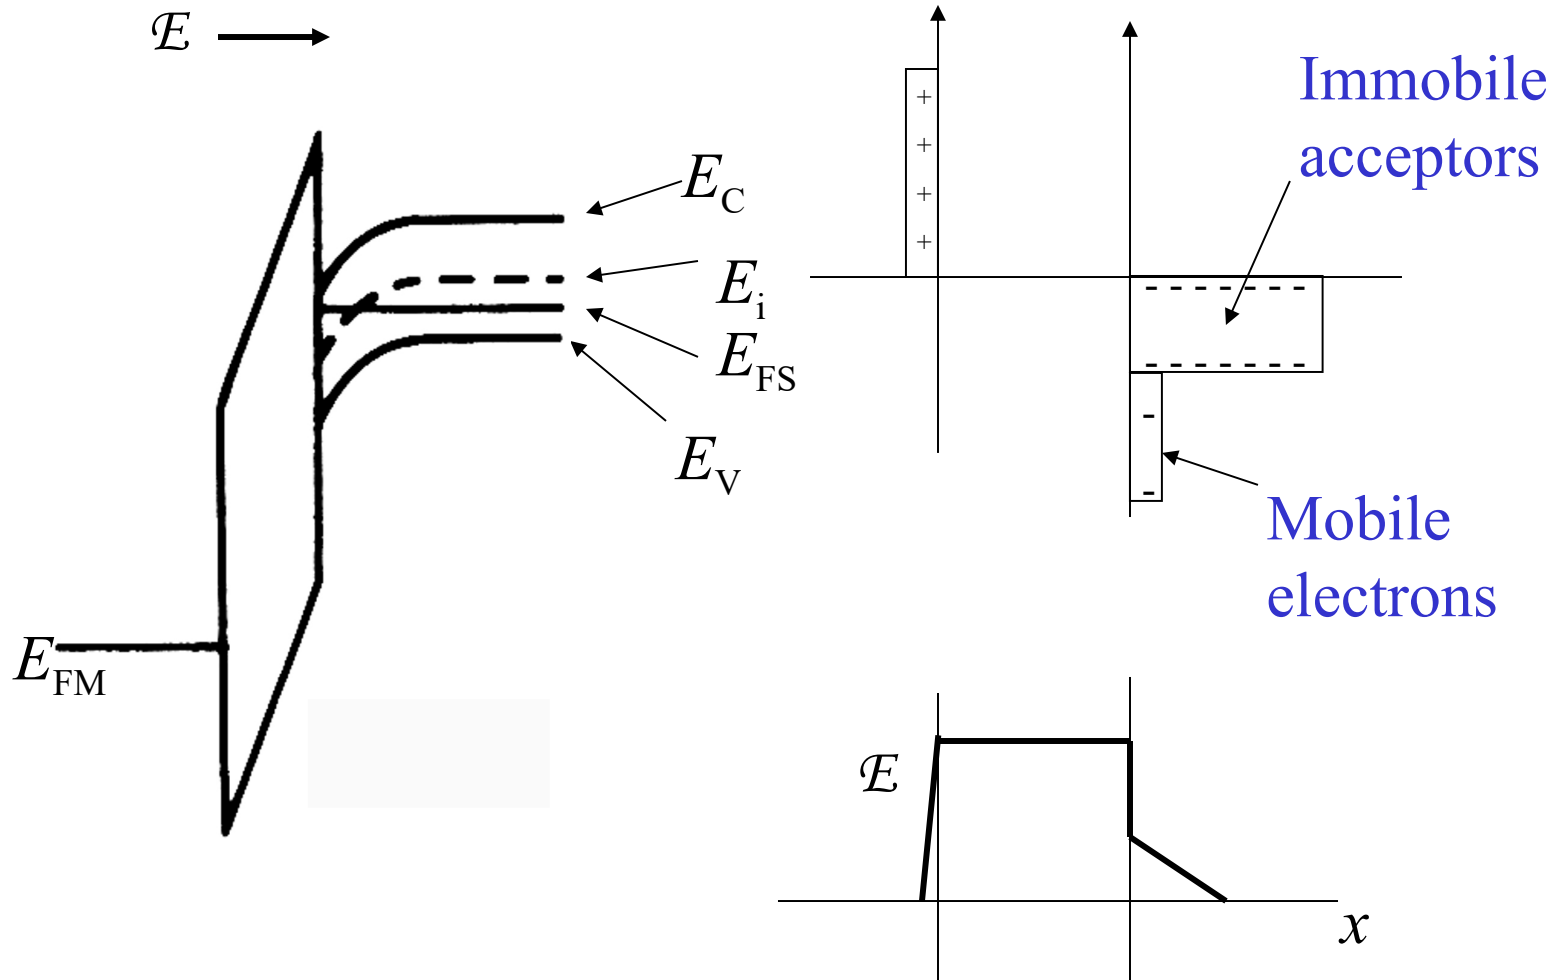 ℰ
E_C
E_i
E_FS
E_V
E_FM
+
+
+
+
Immobile
acceptors
- - - - - - -
- - - - - - -
-
-
Mobile
electrons
ℰ
x